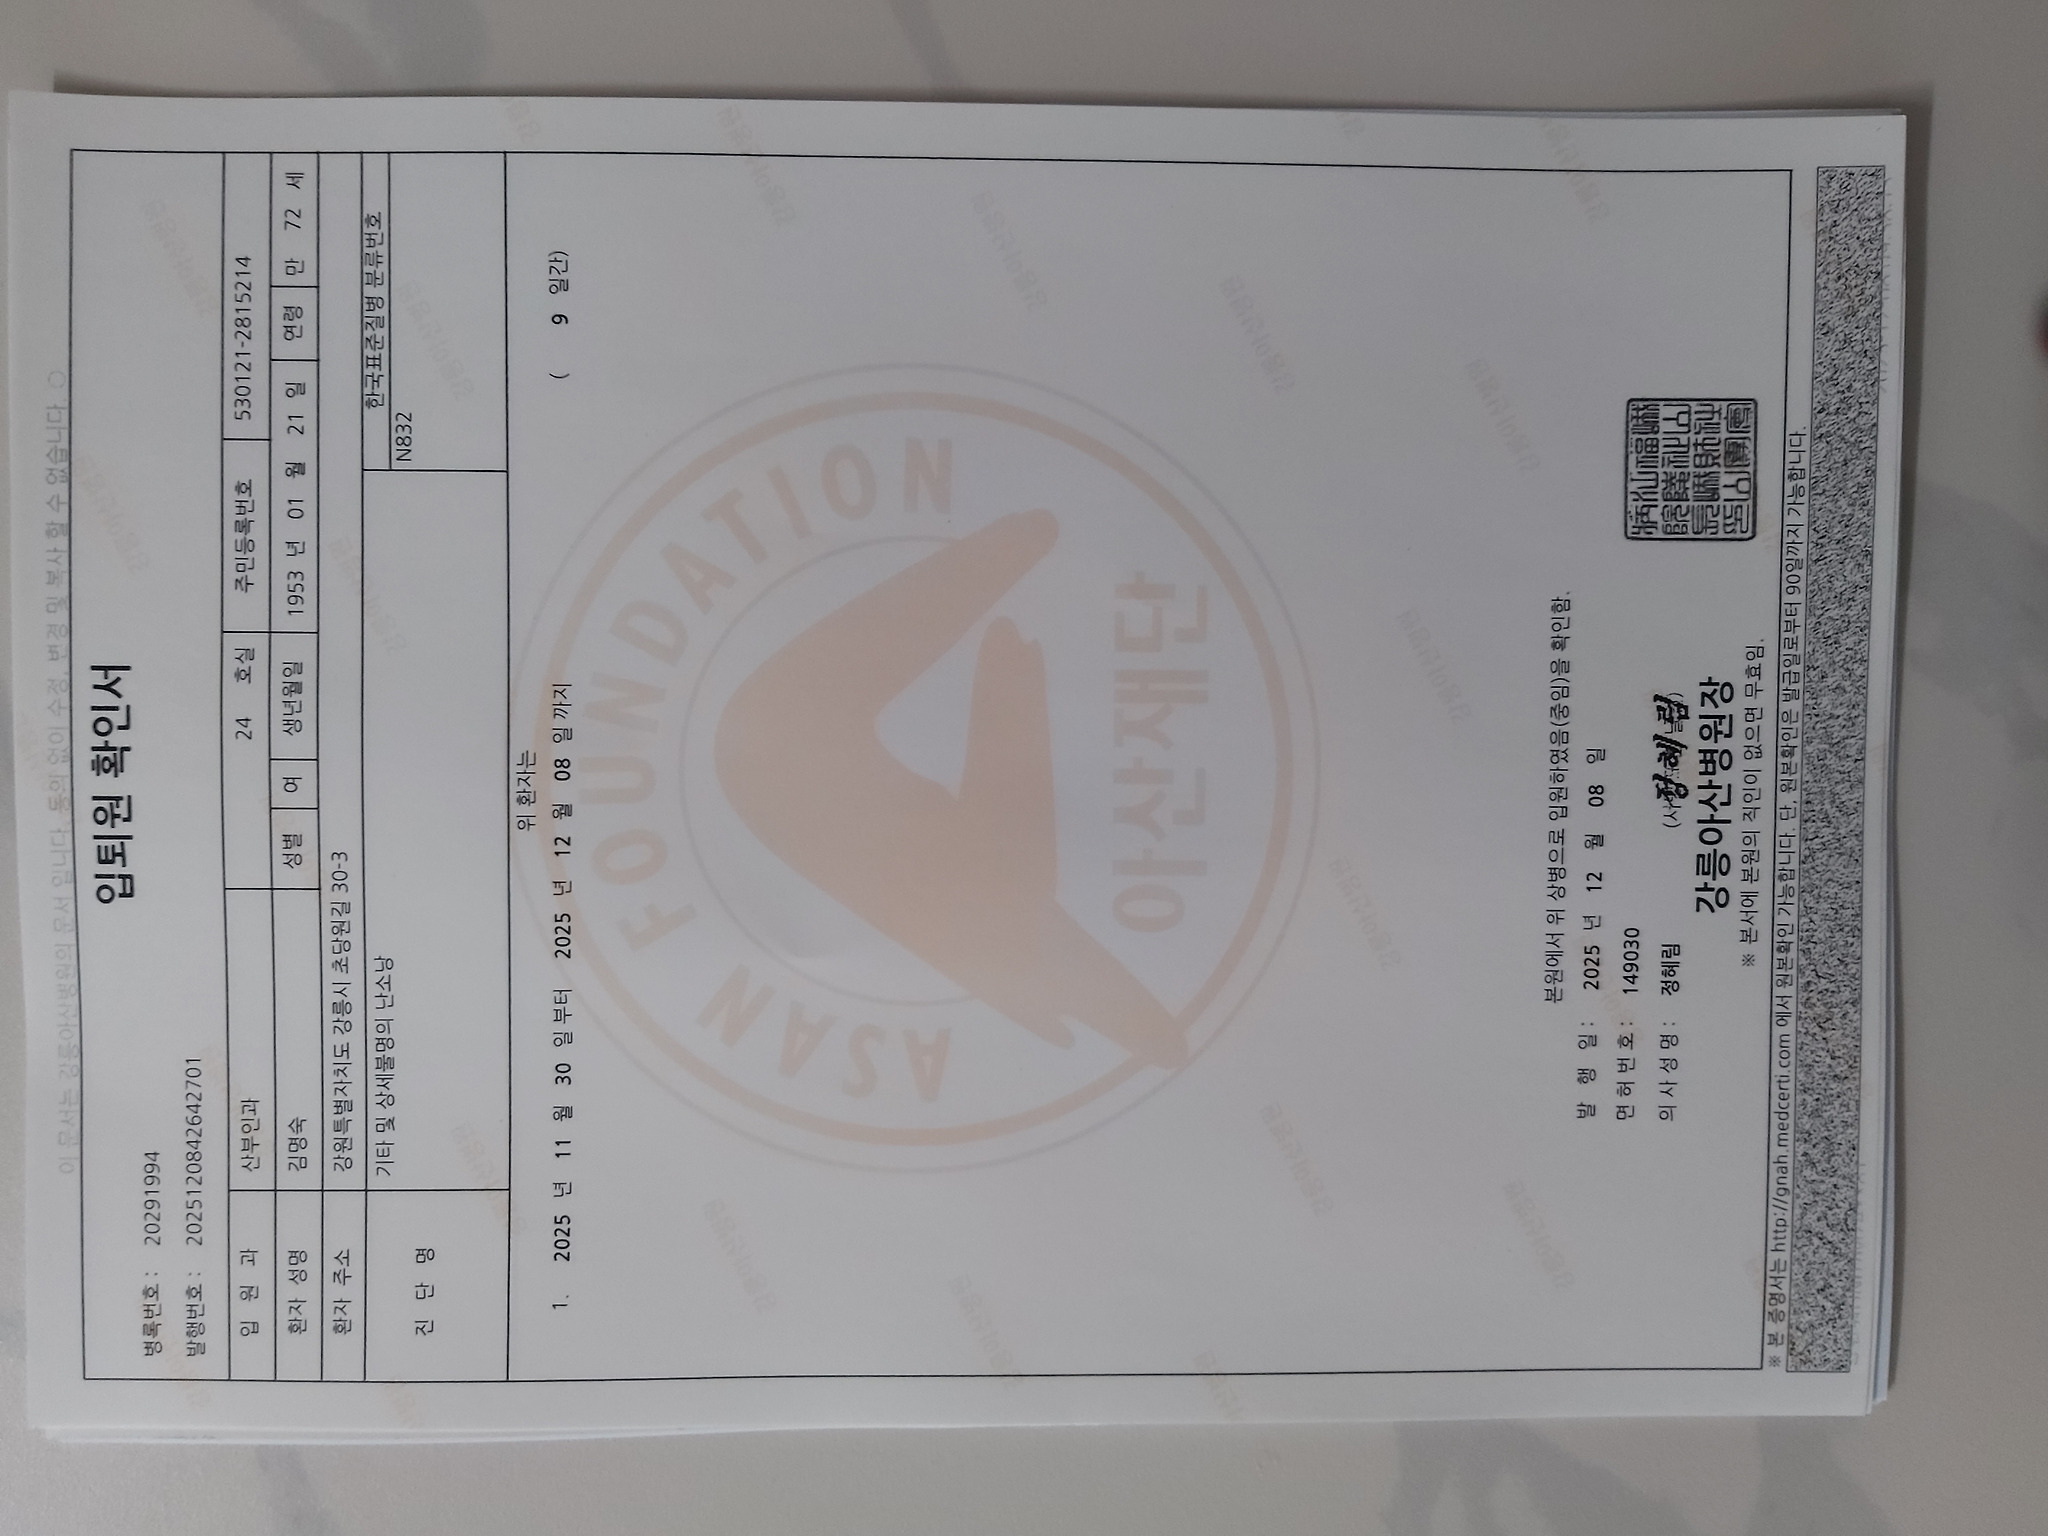 이 문서는 강릉아산병원의 문서 입니다. 동의 없이 수정, 변경 및 복사 할 수 없습니다.
입퇴원 확인서
병록번호 : 20291994
발행번호 : 2025120842642701
입 원 과 산부인과 24 호실 주민등록번호 530121-2815214
환자 성명 김명숙 성별 여 생년월일 1953 년 01 월 21 일 연령 만 72 세
환자 주소 강원특별자치도 강릉시 초당원길 30-3
진 단 명 기타 및 상세불명의 난소낭 한국표준질병 분류번호
N832
위 환자는
1. 2025 년 11 월 30 일 부터 2025 년 12 월 08 일 까지 ( 9 일간)
ASAN FOUNDATION
아산재단
본원에서 위 상병으로 입원하였음(중임)을 확인함.
발 행 일 : 2025 년 12 월 08 일
면 허 번 호 : 149030
의 사 성 명 : 정혜림
강릉아산병원장
※ 본서에 본원의 직인이 없으면 무효임.
※ 본 증명서는 http://gnah.medcerti.com 에서 원본확인 가능합니다. 단, 원본확인은 발급일로부터 90일까지 가능합니다.